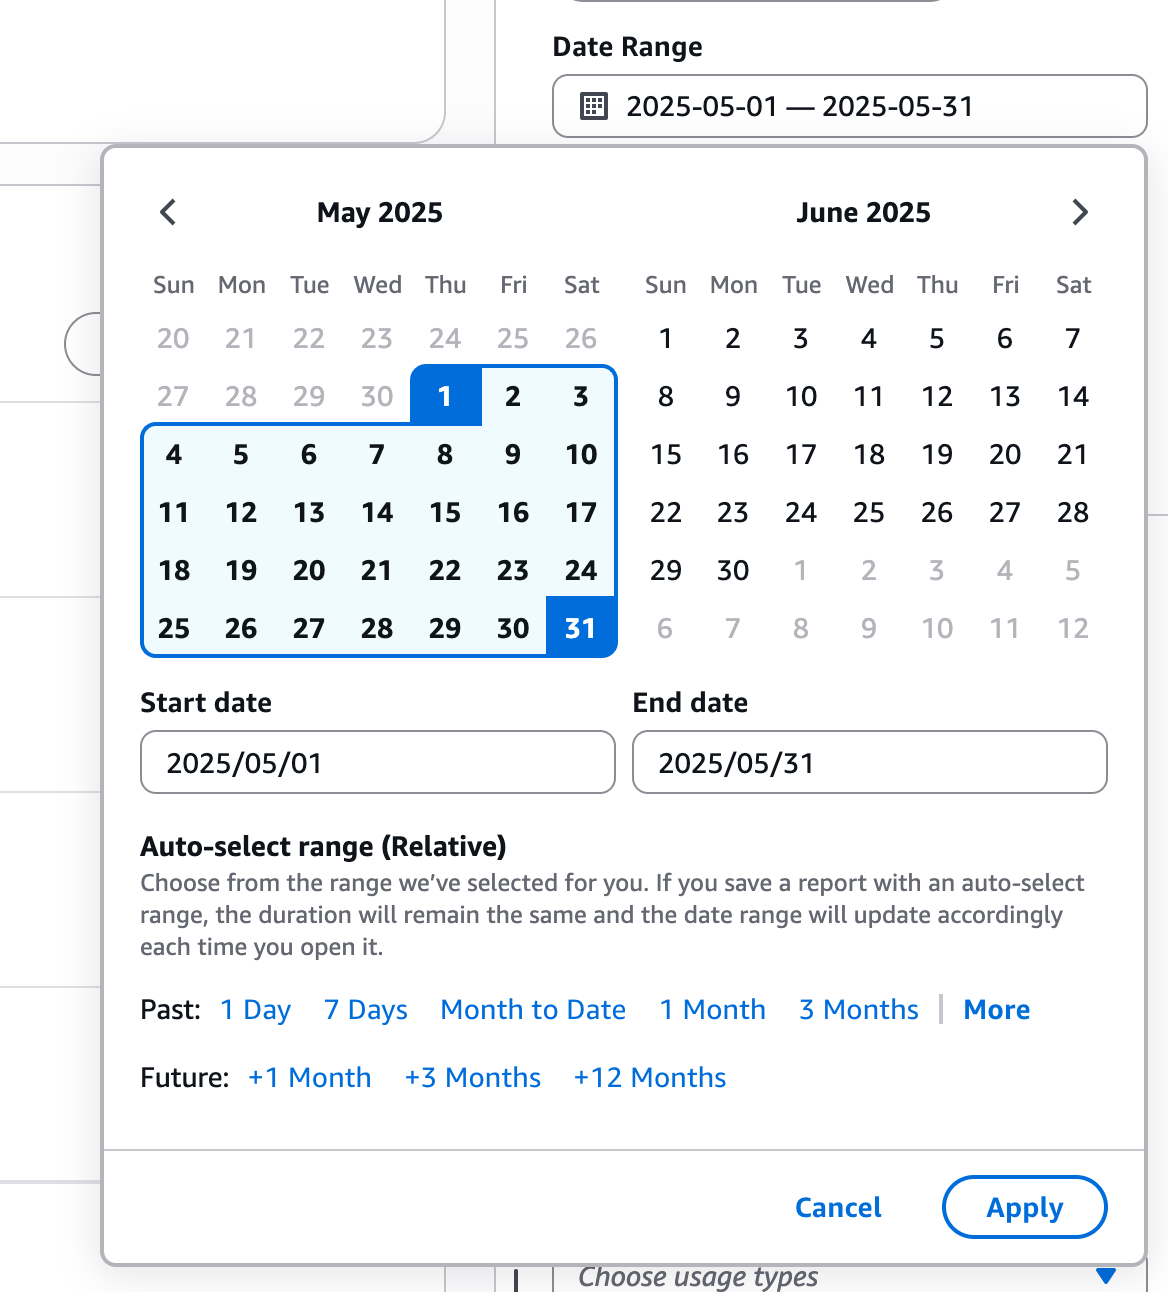 Date Range
2025-05-01 — 2025-05-31
May 2025
June 2025
Sun Mon Tue Wed Thu Fri Sat
Sun Mon Tue Wed Thu Fri Sat
20 21 22 23 24 25 26
1 2 3 4 5 6 7
27 28 29 30 1 2 3
8 9 10 11 12 13 14
4 5 6 7 8 9 10
15 16 17 18 19 20 21
11 12 13 14 15 16 17
22 23 24 25 26 27 28
18 19 20 21 22 23 24
29 30 1 2 3 4 5
25 26 27 28 29 30 31
6 7 8 9 10 11 12
Start date
End date
2025/05/01
2025/05/31
Auto-select range (Relative)
Choose from the range we’ve selected for you. If you save a report with an auto-select
range, the duration will remain the same and the date range will update accordingly
each time you open it.
Past: 1 Day 7 Days Month to Date 1 Month 3 Months | More
Future: +1 Month +3 Months +12 Months
Cancel
Apply
Choose usage types